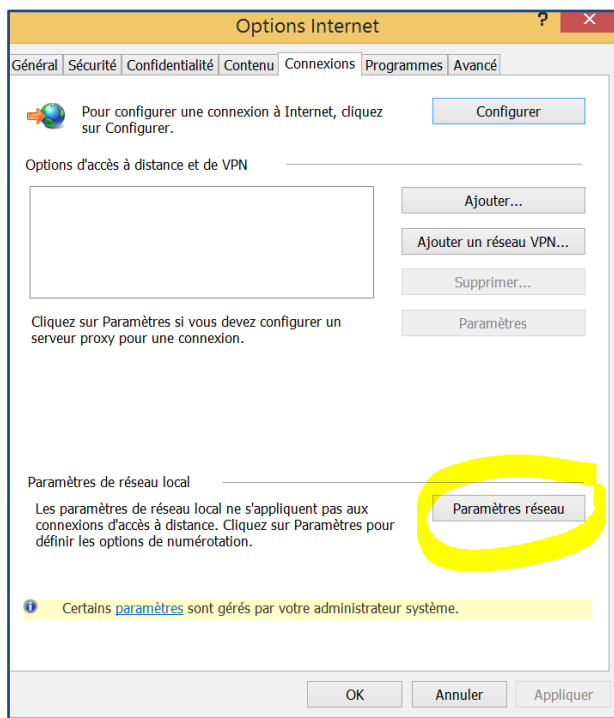 Options Internet
?
Général Sécurité Confidentialité Contenu Connexions Programmes Avancé
Pour configurer une connexion à Internet, cliquez
sur Configurer.
Configurer
Options d'accès à distance et de VPN
Ajouter...
Ajouter un réseau VPN...
Supprimer...
Cliquez sur Paramètres si vous devez configurer un
serveur proxy pour une connexion.
Paramètres
Paramètres de réseau local
Les paramètres de réseau local ne s'appliquent pas aux
connexions d'accès à distance. Cliquez sur Paramètres pour
définir les options de numérotation.
Paramètres réseau
Certains paramètres sont gérés par votre administrateur système.
OK Annuler Appliquer